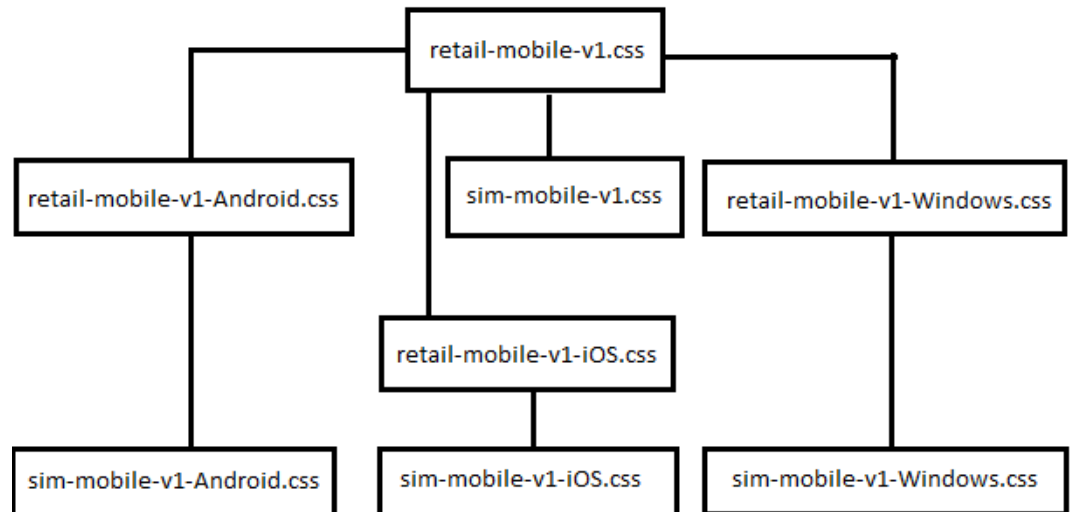 retail-mobile-v1.css
retail-mobile-v1-Android.css
sim-mobile-v1.css
retail-mobile-v1-Windows.css
retail-mobile-v1-iOS.css
sim-mobile-v1-Android.css
sim-mobile-v1-iOS.css
sim-mobile-v1-Windows.css